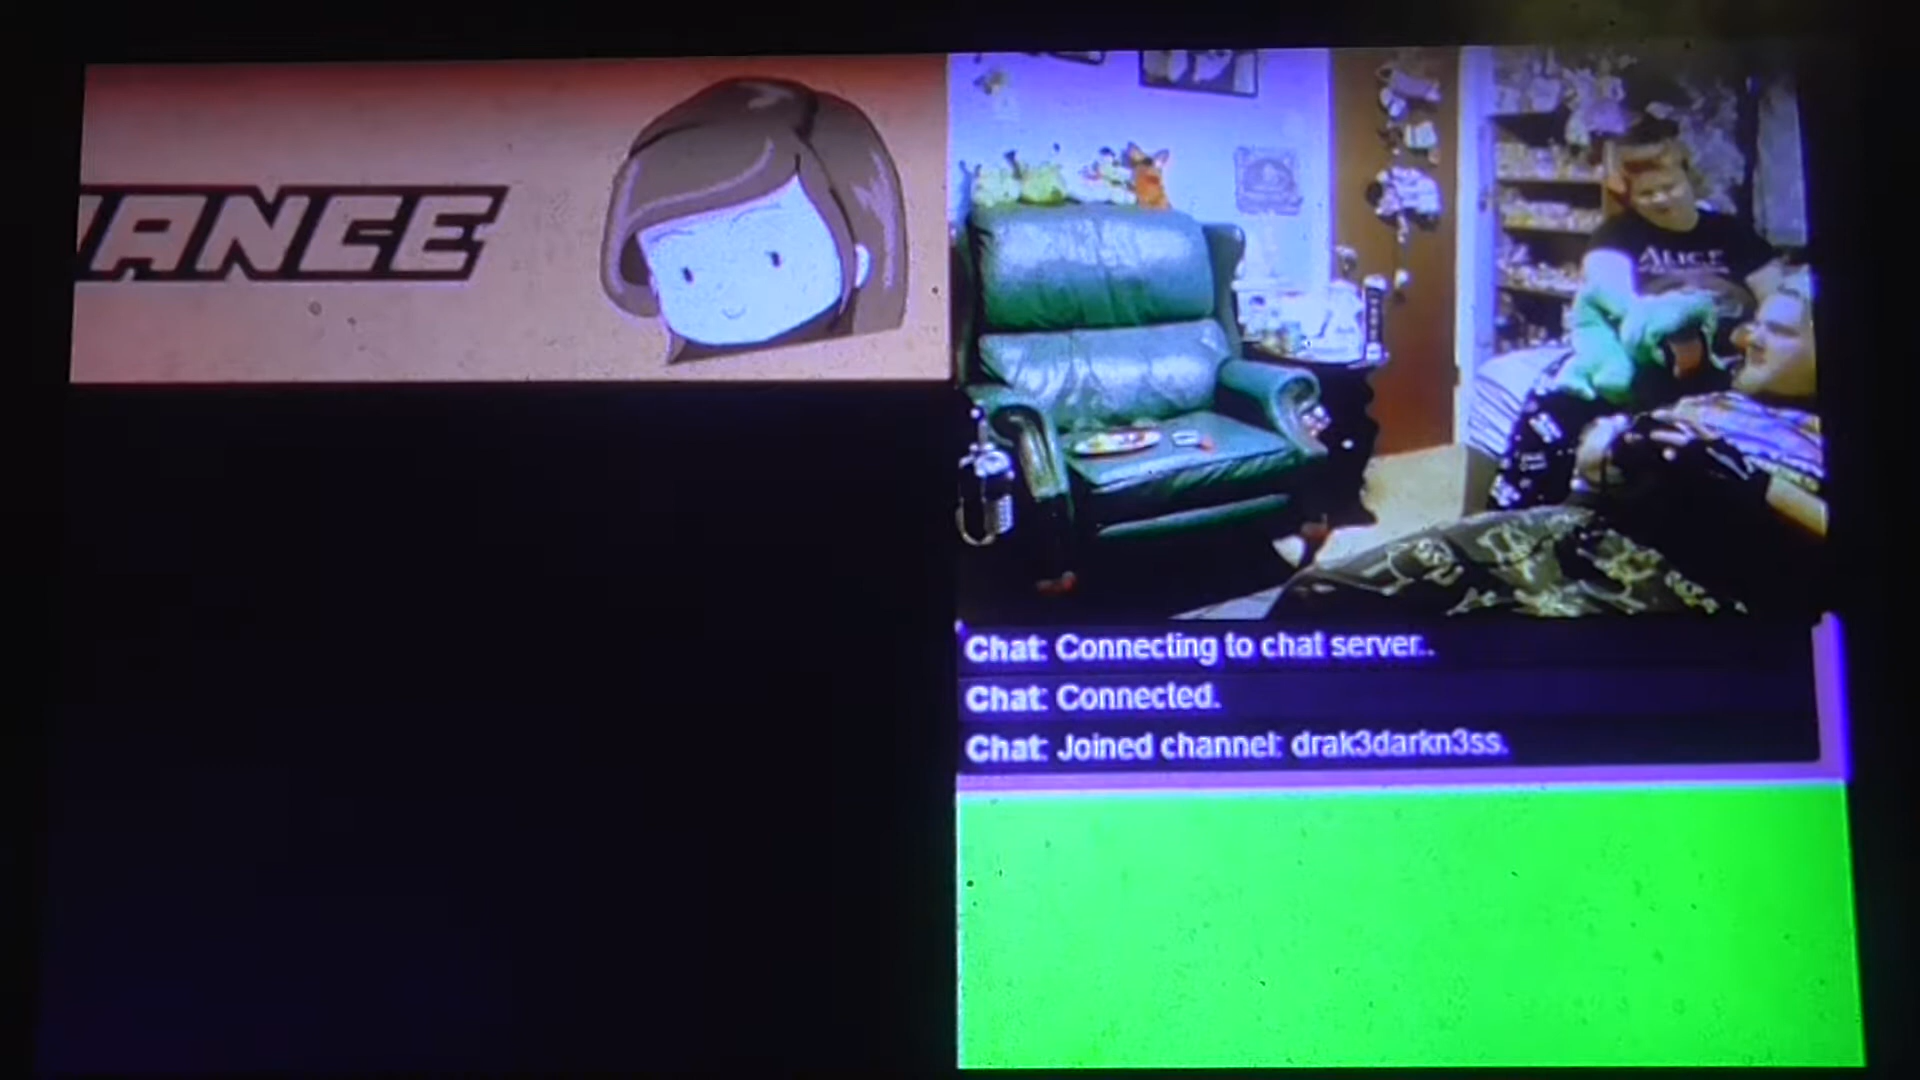 ANCE
ALICE
Chat: Connecting to chat server..
Chat: Connected.
Chat: Joined channel: drak3darkn3ss.